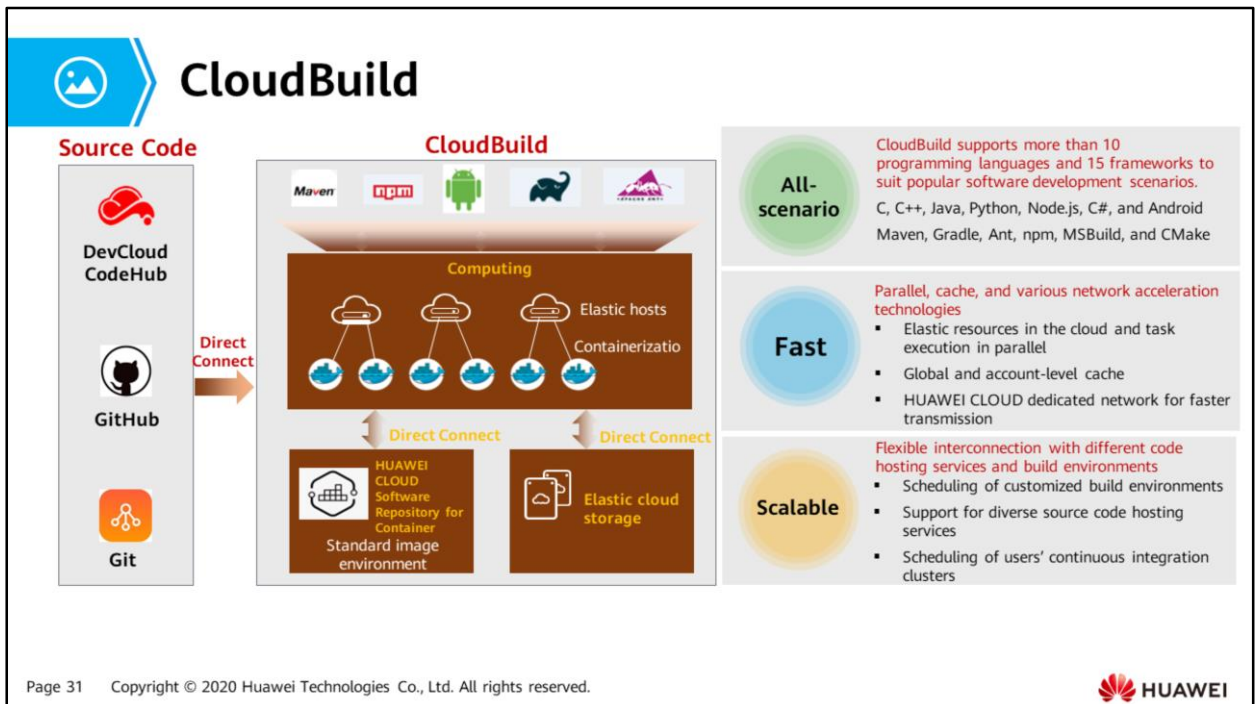 CloudBuild
Source Code
DevCloud
CodeHub
GitHub
Git
Direct
Connect
CloudBuild
Maven
npm
APACHE ANT
Computing
Elastic hosts
Containerizatio
Direct Connect
Direct Connect
HUAWEI
CLOUD
Software
Repository for
Container
Standard image
environment
Elastic cloud
storage
All-
scenario
CloudBuild supports more than 10
programming languages and 15 frameworks to
suit popular software development scenarios.
C, C++, Java, Python, Node.js, C#, and Android
Maven, Gradle, Ant, npm, MSBuild, and CMake
Fast
Parallel, cache, and various network acceleration
technologies
▪ Elastic resources in the cloud and task
execution in parallel
▪ Global and account-level cache
▪ HUAWEI CLOUD dedicated network for faster
transmission
Scalable
Flexible interconnection with different code
hosting services and build environments
▪ Scheduling of customized build environments
▪ Support for diverse source code hosting
services
▪ Scheduling of users' continuous integration
clusters
Page 31 Copyright © 2020 Huawei Technologies Co., Ltd. All rights reserved.
HUAWEI